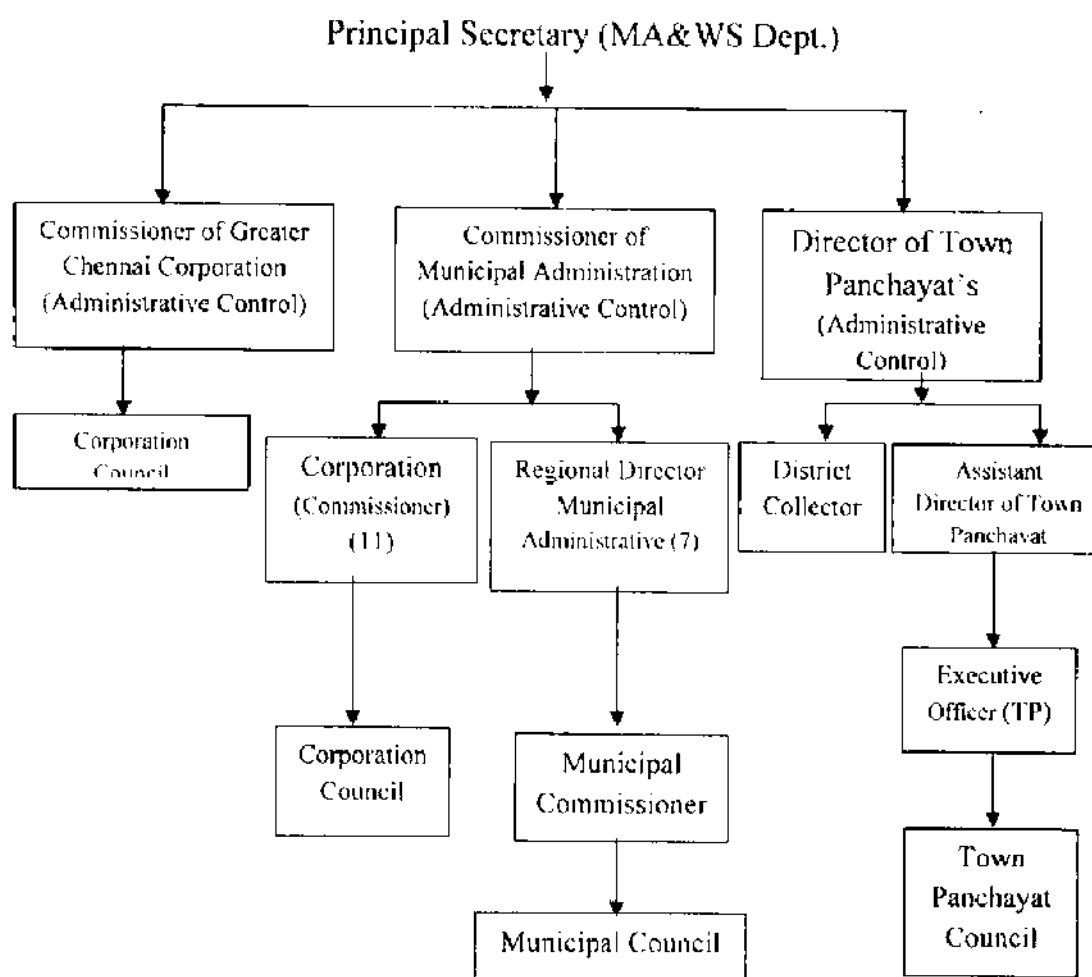 Principal Secretary (MA&WS Dept.)
Commissioner of Greater
Chennai Corporation
(Administrative Control)
Commissioner of
Municipal Administration
(Administrative Control)
Director of Town
Panchayat's
(Administrative
Control)
Corporation
Council
Corporation
(Commissioner)
(11)
Regional Director
Municipal
Administrative (7)
District
Collector
Assistant
Director of Town
Panchayat
Executive
Officer (TP)
Corporation
Council
Municipal
Commissioner
Town
Panchayat
Council
Municipal Council